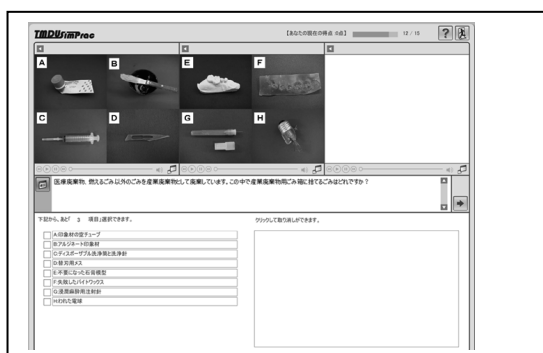 TMDU SimProc
【あなたの現在の得点 0点】 12 / 15
A B E F
C D G H
医療廃棄物、燃えるごみ以外のごみを産業廃棄物として廃棄しています。この中で産業廃棄物用ごみ箱に捨てるごみはどれですか？
下記から、あと「 3 項目」選択できます。
クリックして取り消しができます。
A:印象材の空チューブ
B:アルジネート印象材
C:ディスポーザブル洗浄筒と洗浄針
D:替刃用メス
E:不要になった石膏模型
F:失敗したバイトワックス
G:浸潤麻酔用注射針
H:われた電球